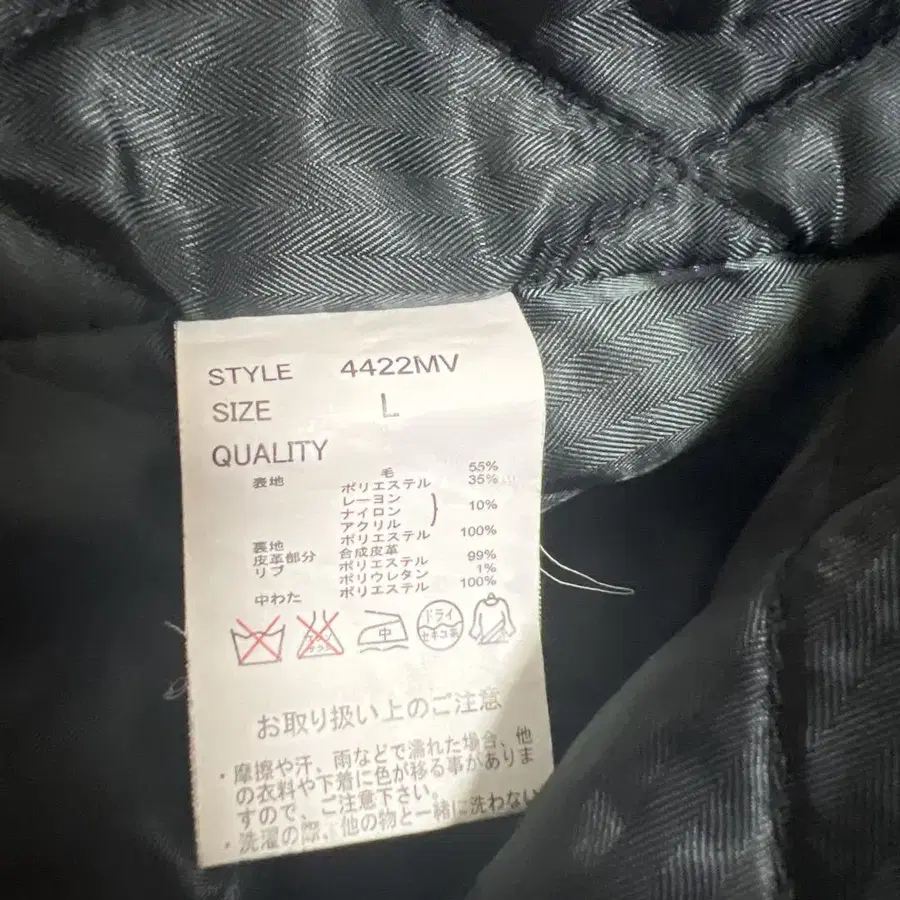 STYLE 4422MV
SIZE L
QUALITY
表地 毛 55%
ポリエステル 35%
レーヨン
ナイロン 10%
アクリル
裏地 ポリエステル 100%
皮革部分 合成皮革
リブ ポリエステル 99%
ポリウレタン 1%
中わた ポリエステル 100%
中 ドライ
セキユ系
お取り扱い上のご注意
・摩擦や汗、雨などで濡れた場合、他
の衣料や下着に色が移る事がありま
すので、ご注意下さい。
・洗濯の際、他の物と一緒に洗わない